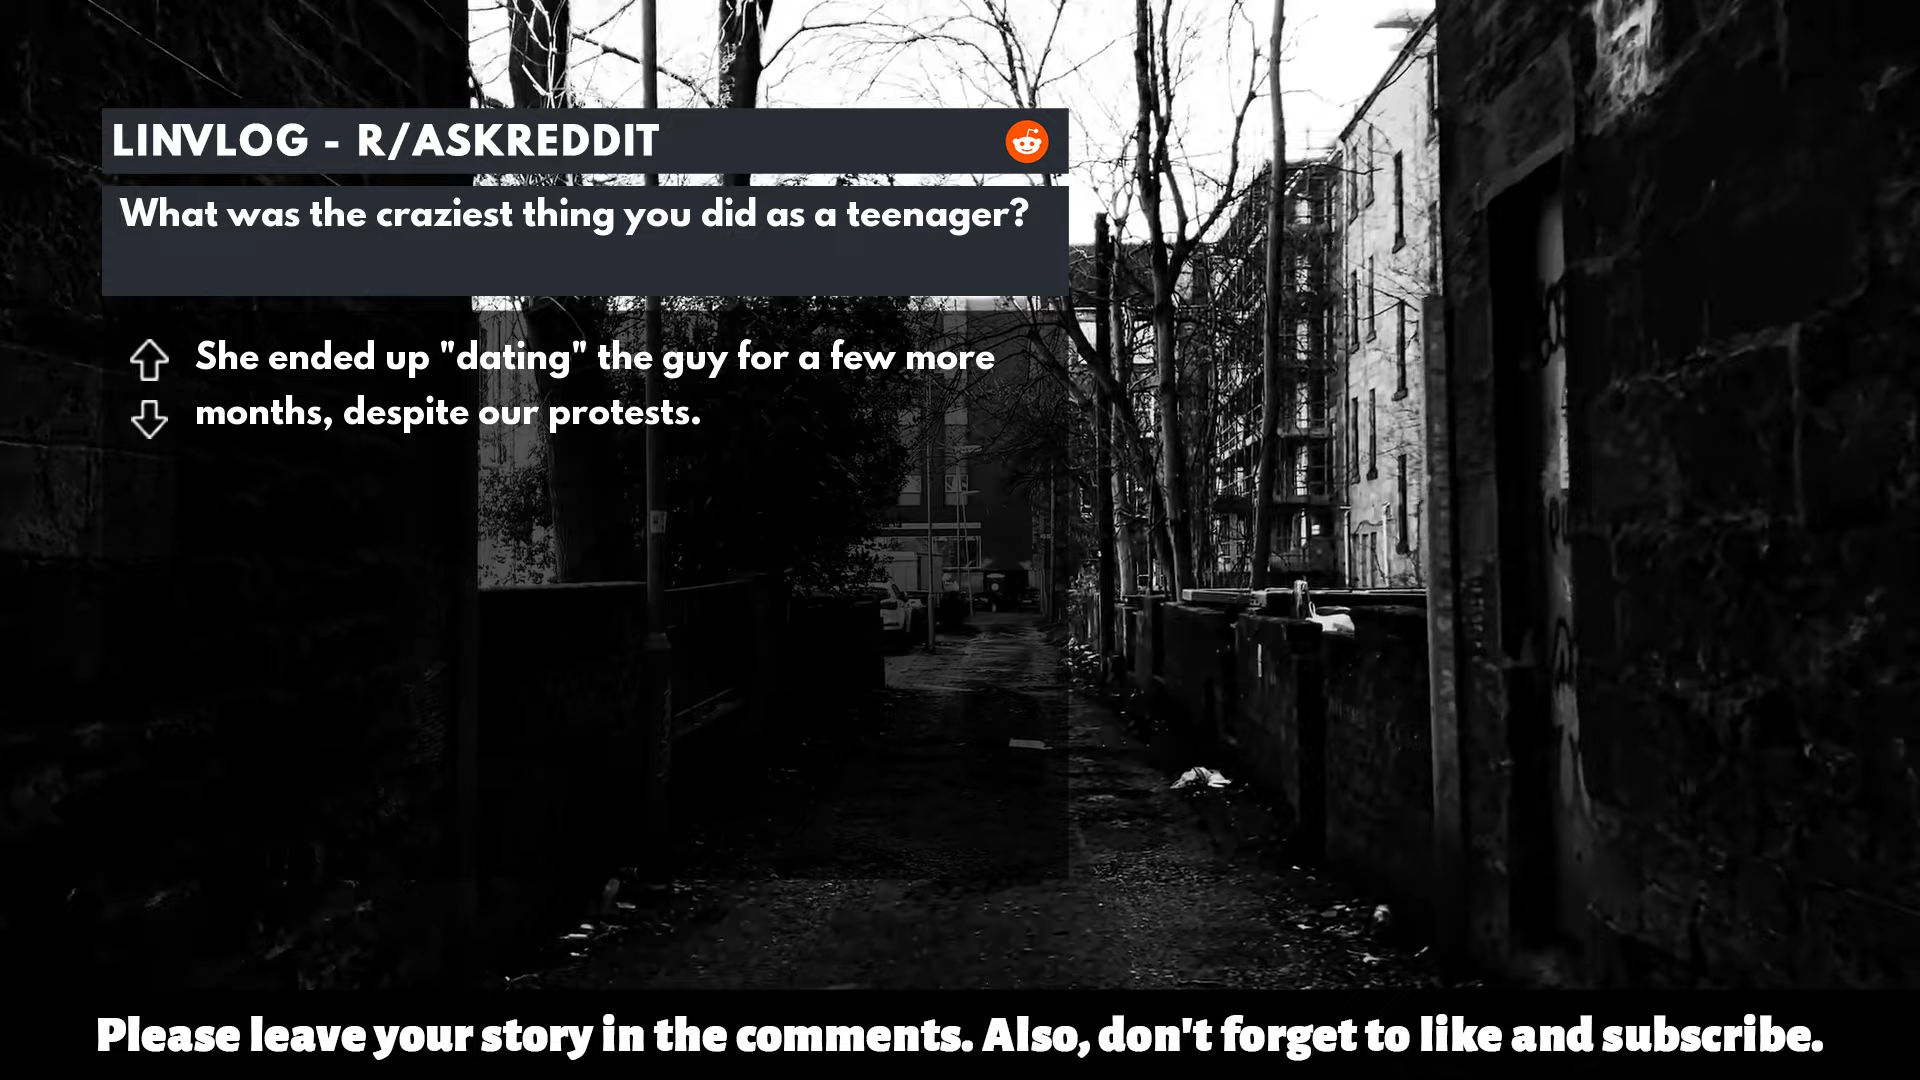 LINVLOG - R/ASKREDDIT
What was the craziest thing you did as a teenager?
She ended up "dating" the guy for a few more
months, despite our protests.
Please leave your story in the comments. Also, don't forget to like and subscribe.